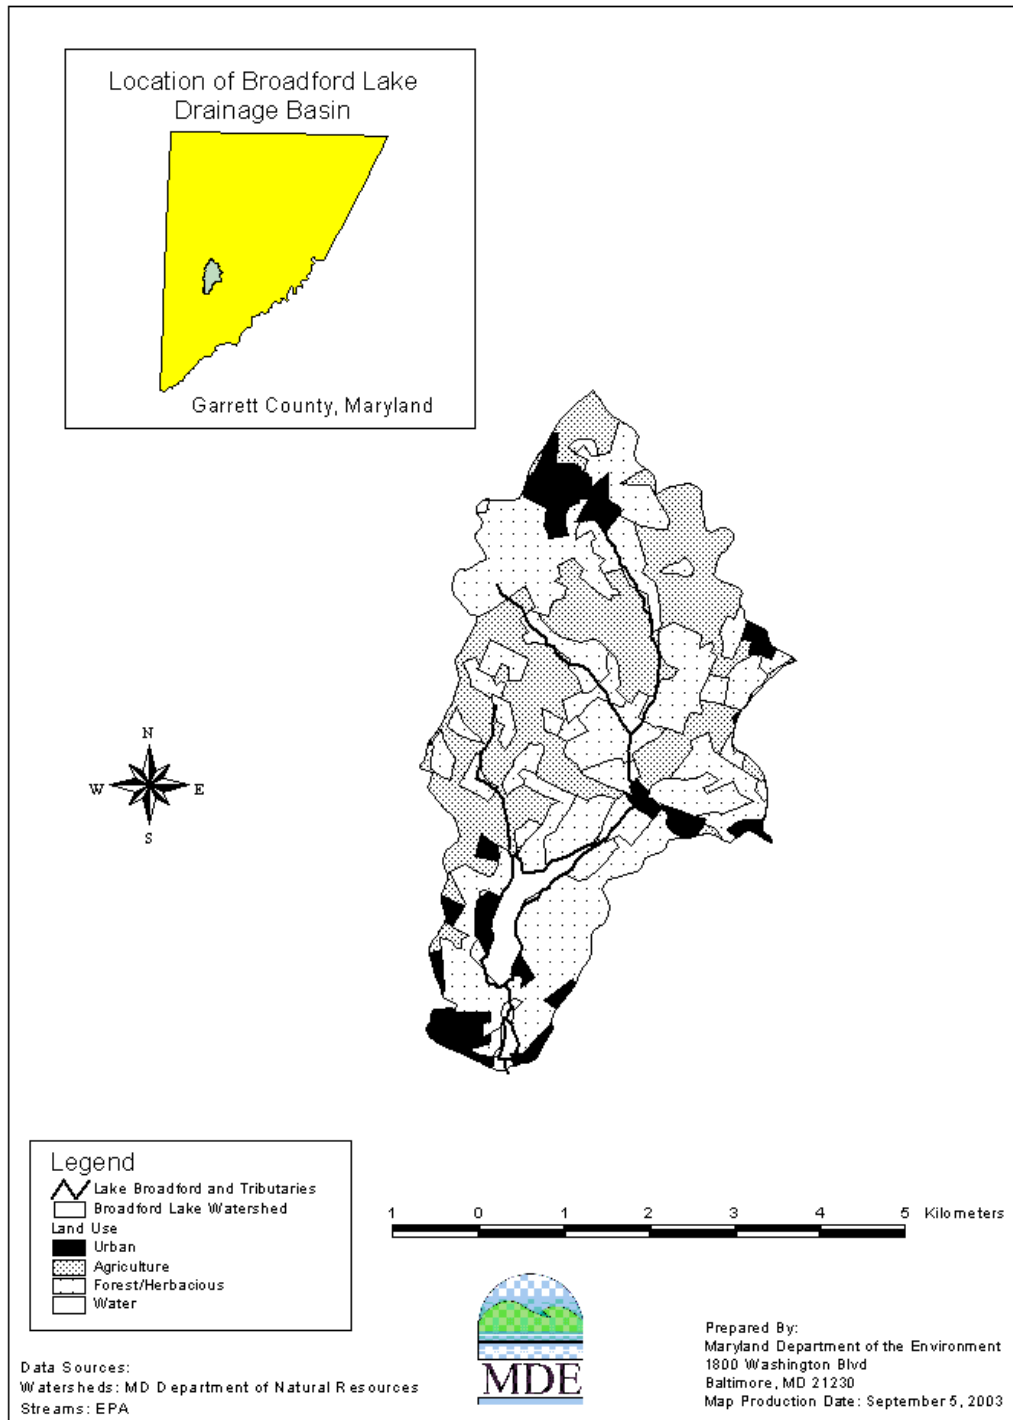 Location of Broadford Lake
Drainage Basin
Garrett County, Maryland
N
W
E
S
Legend
Lake Broadford and Tributaries
Broadford Lake Watershed
Land Use
Urban
Agriculture
Forest/Herbacious
Water
1 0 1 2 3 4 5 Kilometers
MDE
Data Sources:
Watersheds: MD Department of Natural Resources
Streams: EPA
Prepared By:
Maryland Department of the Environment
1800 Washington Blvd
Baltimore, MD 21230
Map Production Date: September 5, 2003